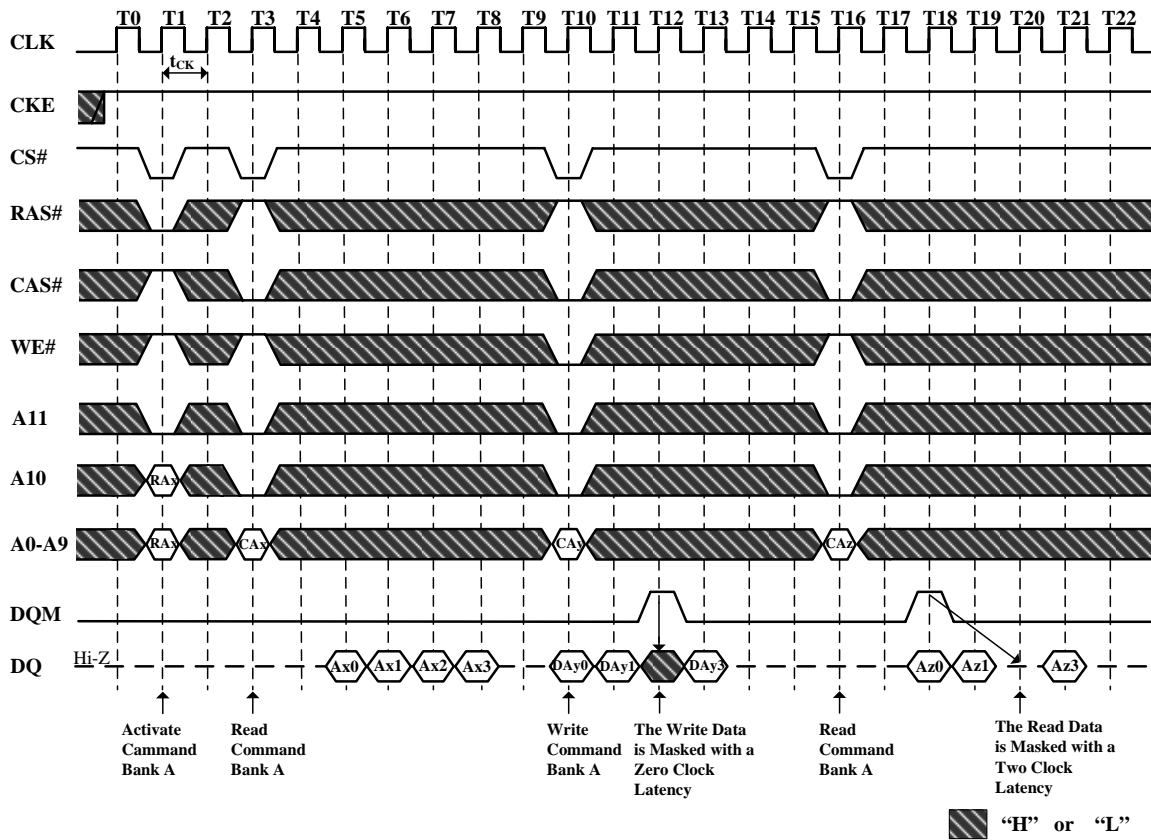 T0 T1 T2 T3 T4 T5 T6 T7 T8 T9 T10 T11 T12 T13 T14 T15 T16 T17 T18 T19 T20 T21 T22
CLK
tCK
CKE
CS#
RAS#
CAS#
WE#
A11
A10 RAx
A0-A9 RAx CAx CAy CAz
DQM
DQ Hi-Z Ax0 Ax1 Ax2 Ax3 DAy0 DAy1 DAy3 Az0 Az1 Az3
Activate
Cammand
Bank A
Read
Command
Bank A
Write
Command
Bank A
The Write Data
is Masked with a
Zero Clock
Latency
Read
Command
Bank A
The Read Data
is Masked with a
Two Clock
Latency
“H” or “L”